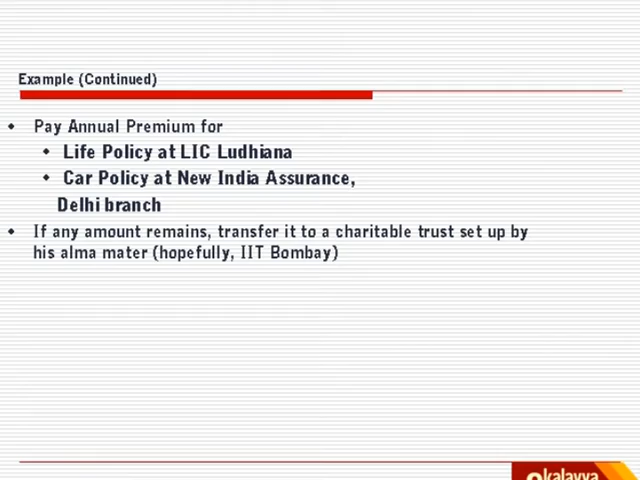 Example (Continued)
• Pay Annual Premium for
• Life Policy at LIC Ludhiana
• Car Policy at New India Assurance,
Delhi branch
• If any amount remains, transfer it to a charitable trust set up by
his alma mater (hopefully, IIT Bombay)